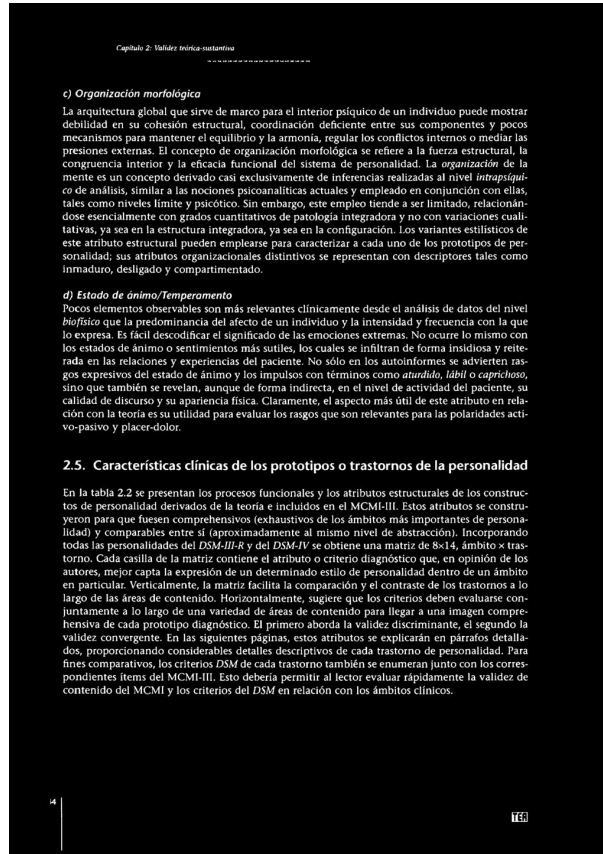 Capítulo 2: Validez teórica-sustantiva
c) Organización morfológica
La arquitectura global que sirve de marco para el interior psíquico de un individuo puede mostrar
debilidad en su cohesión estructural, coordinación deficiente entre sus componentes y pocos
mecanismos para mantener el equilibrio y la armonía, regular los conflictos internos o mediar las
presiones externas. El concepto de organización morfológica se refiere a la fuerza estructural, la
congruencia interior y la eficacia funcional del sistema de personalidad. La organización de la
mente es un concepto derivado casi exclusivamente de inferencias realizadas al nivel intrapsíqui-
co de análisis, similar a las nociones psicoanalíticas actuales y empleado en conjunción con ellas,
tales como niveles límite y psicótico. Sin embargo, este empleo tiende a ser limitado, relacionán-
dose esencialmente con grados cuantitativos de patología integradora y no con variaciones cuali-
tativas, ya sea en la estructura integradora, ya sea en la configuración. Los variantes estilísticos de
este atributo estructural pueden emplearse para caracterizar a cada uno de los prototipos de per-
sonalidad; sus atributos organizacionales distintivos se representan con descriptores tales como
inmaduro, desligado y compartimentado.
d) Estado de ánimo/Temperamento
Pocos elementos observables son más relevantes clínicamente desde el análisis de datos del nivel
biofísico que la predominancia del afecto de un individuo y la intensidad y frecuencia con la que
lo expresa. Es fácil descodificar el significado de las emociones extremas. No ocurre lo mismo con
los estados de ánimo o sentimientos más sutiles, los cuales se infiltran de forma insidiosa y reite-
rada en las relaciones y experiencias del paciente. No sólo en los autoinformes se advierten ras-
gos expresivos del estado de ánimo y los impulsos con términos como aturdido, lábil o caprichoso,
sino que también se revelan, aunque de forma indirecta, en el nivel de actividad del paciente, su
calidad de discurso y su apariencia física. Claramente, el aspecto más útil de este atributo en rela-
ción con la teoría es su utilidad para evaluar los rasgos que son relevantes para las polaridades acti-
vo-pasivo y placer-dolor.
2.5. Características clínicas de los prototipos o trastornos de la personalidad
En la tabla 2.2 se presentan los procesos funcionales y los atributos estructurales de los construc-
tos de personalidad derivados de la teoría e incluidos en el MCMI-III. Estos atributos se constru-
yeron para que fuesen comprehensivos (exhaustivos de los ámbitos más importantes de persona-
lidad) y comparables entre sí (aproximadamente al mismo nivel de abstracción). Incorporando
todas las personalidades del DSM-III-R y del DSM-IV se obtiene una matriz de 8x14, ámbito x tras-
torno. Cada casilla de la matriz contiene el atributo o criterio diagnóstico que, en opinión de los
autores, mejor capta la expresión de un determinado estilo de personalidad dentro de un ámbito
en particular. Verticalmente, la matriz facilita la comparación y el contraste de los trastornos a lo
largo de las áreas de contenido. Horizontalmente, sugiere que los criterios deben evaluarse con-
juntamente a lo largo de una variedad de áreas de contenido para llegar a una imagen compre-
hensiva de cada prototipo diagnóstico. El primero aborda la validez discriminante, el segundo la
validez convergente. En las siguientes páginas, estos atributos se explicarán en párrafos detalla-
dos, proporcionando considerables detalles descriptivos de cada trastorno de personalidad. Para
fines comparativos, los criterios DSM de cada trastorno también se enumeran junto con los corres-
pondientes ítems del MCMI-III. Esto debería permitir al lector evaluar rápidamente la validez de
contenido del MCMI y los criterios del DSM en relación con los ámbitos clínicos.
4
TEA